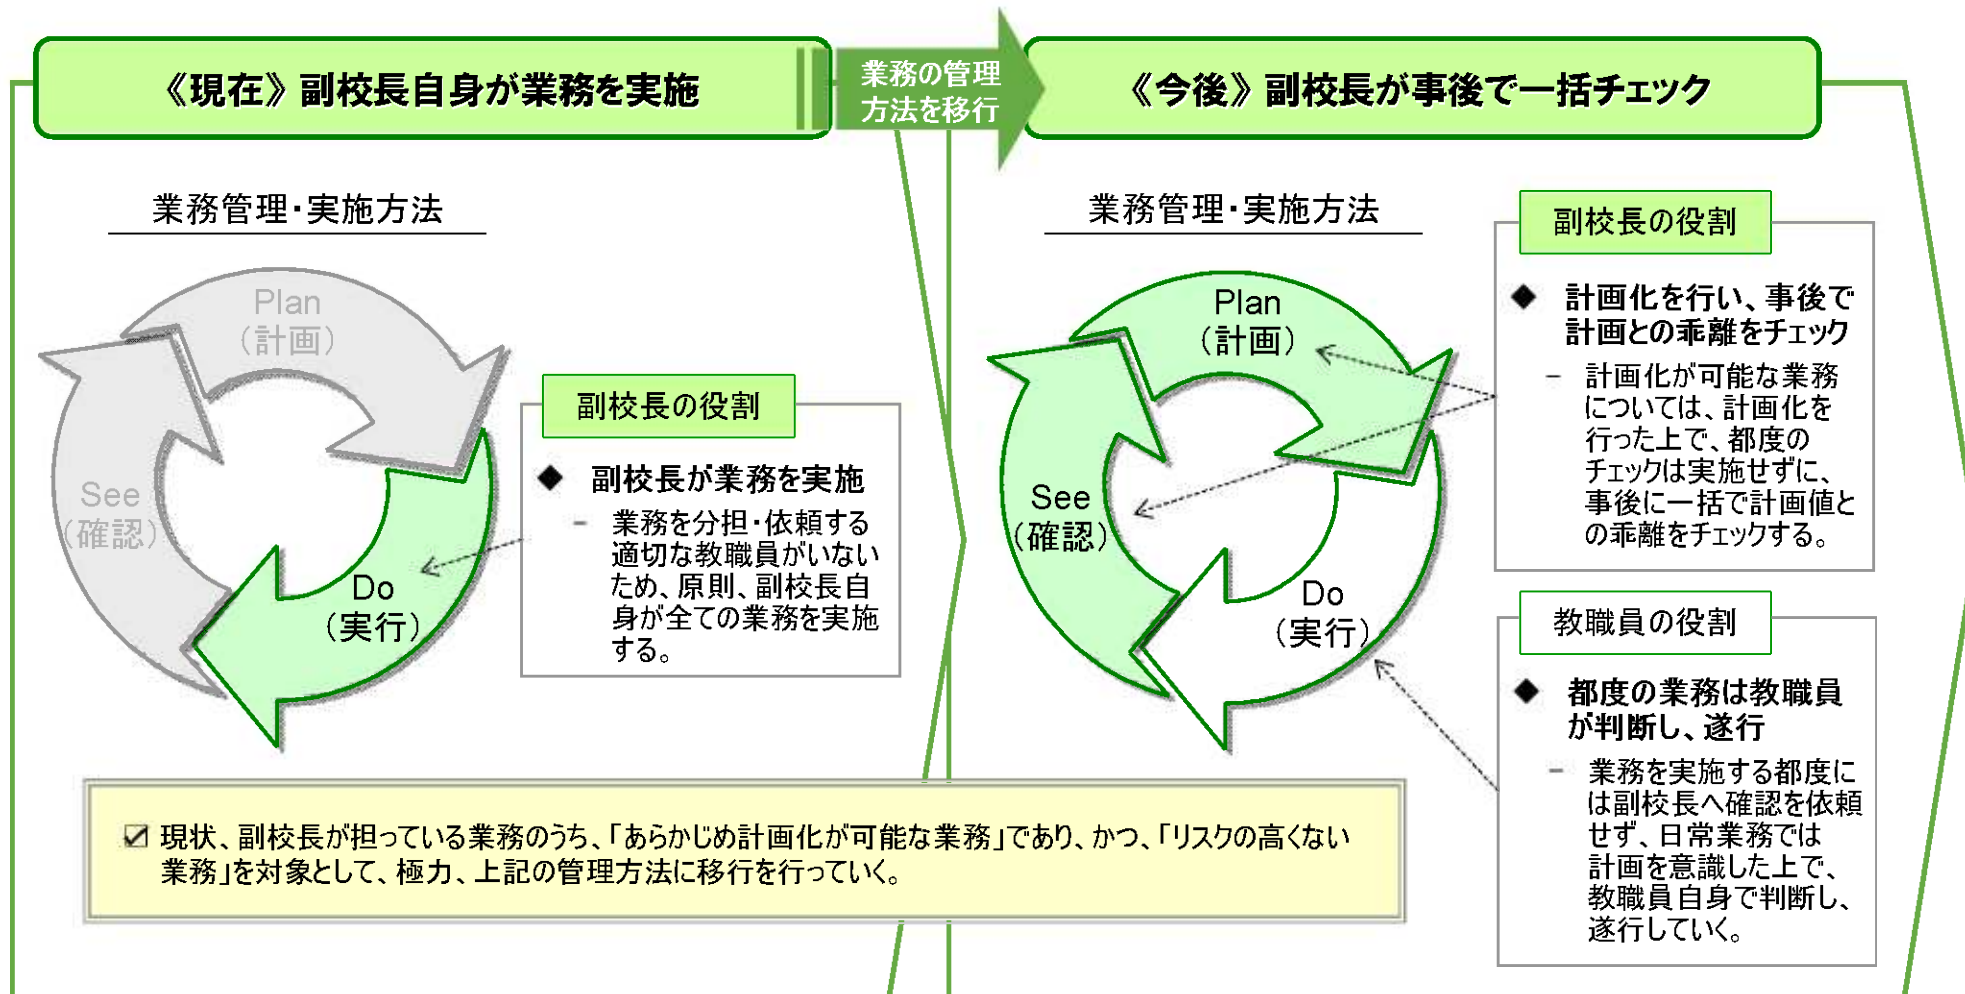 《現在》副校長自身が業務を実施
業務の管理
方法を移行
《今後》副校長が事後で一括チェック
業務管理・実施方法
Plan
（計画）
See
（確認）
Do
（実行）
副校長の役割
◆ 副校長が業務を実施
－ 業務を分担・依頼する
適切な教職員がいない
ため、原則、副校長自
身が全ての業務を実施
する。
業務管理・実施方法
Plan
（計画）
See
（確認）
Do
（実行）
副校長の役割
◆ 計画化を行い、事後で
計画との乖離をチェック
－ 計画化が可能な業務
については、計画化を
行った上で、都度の
チェックは実施せずに、
事後に一括で計画値と
の乖離をチェックする。
教職員の役割
◆ 都度の業務は教職員
が判断し、遂行
－ 業務を実施する都度に
は副校長へ確認を依頼
せず、日常業務では
計画を意識した上で、
教職員自身で判断し、
遂行していく。
☑ 現状、副校長が担っている業務のうち、「あらかじめ計画化が可能な業務」であり、かつ、「リスクの高くない
業務」を対象として、極力、上記の管理方法に移行を行っていく。